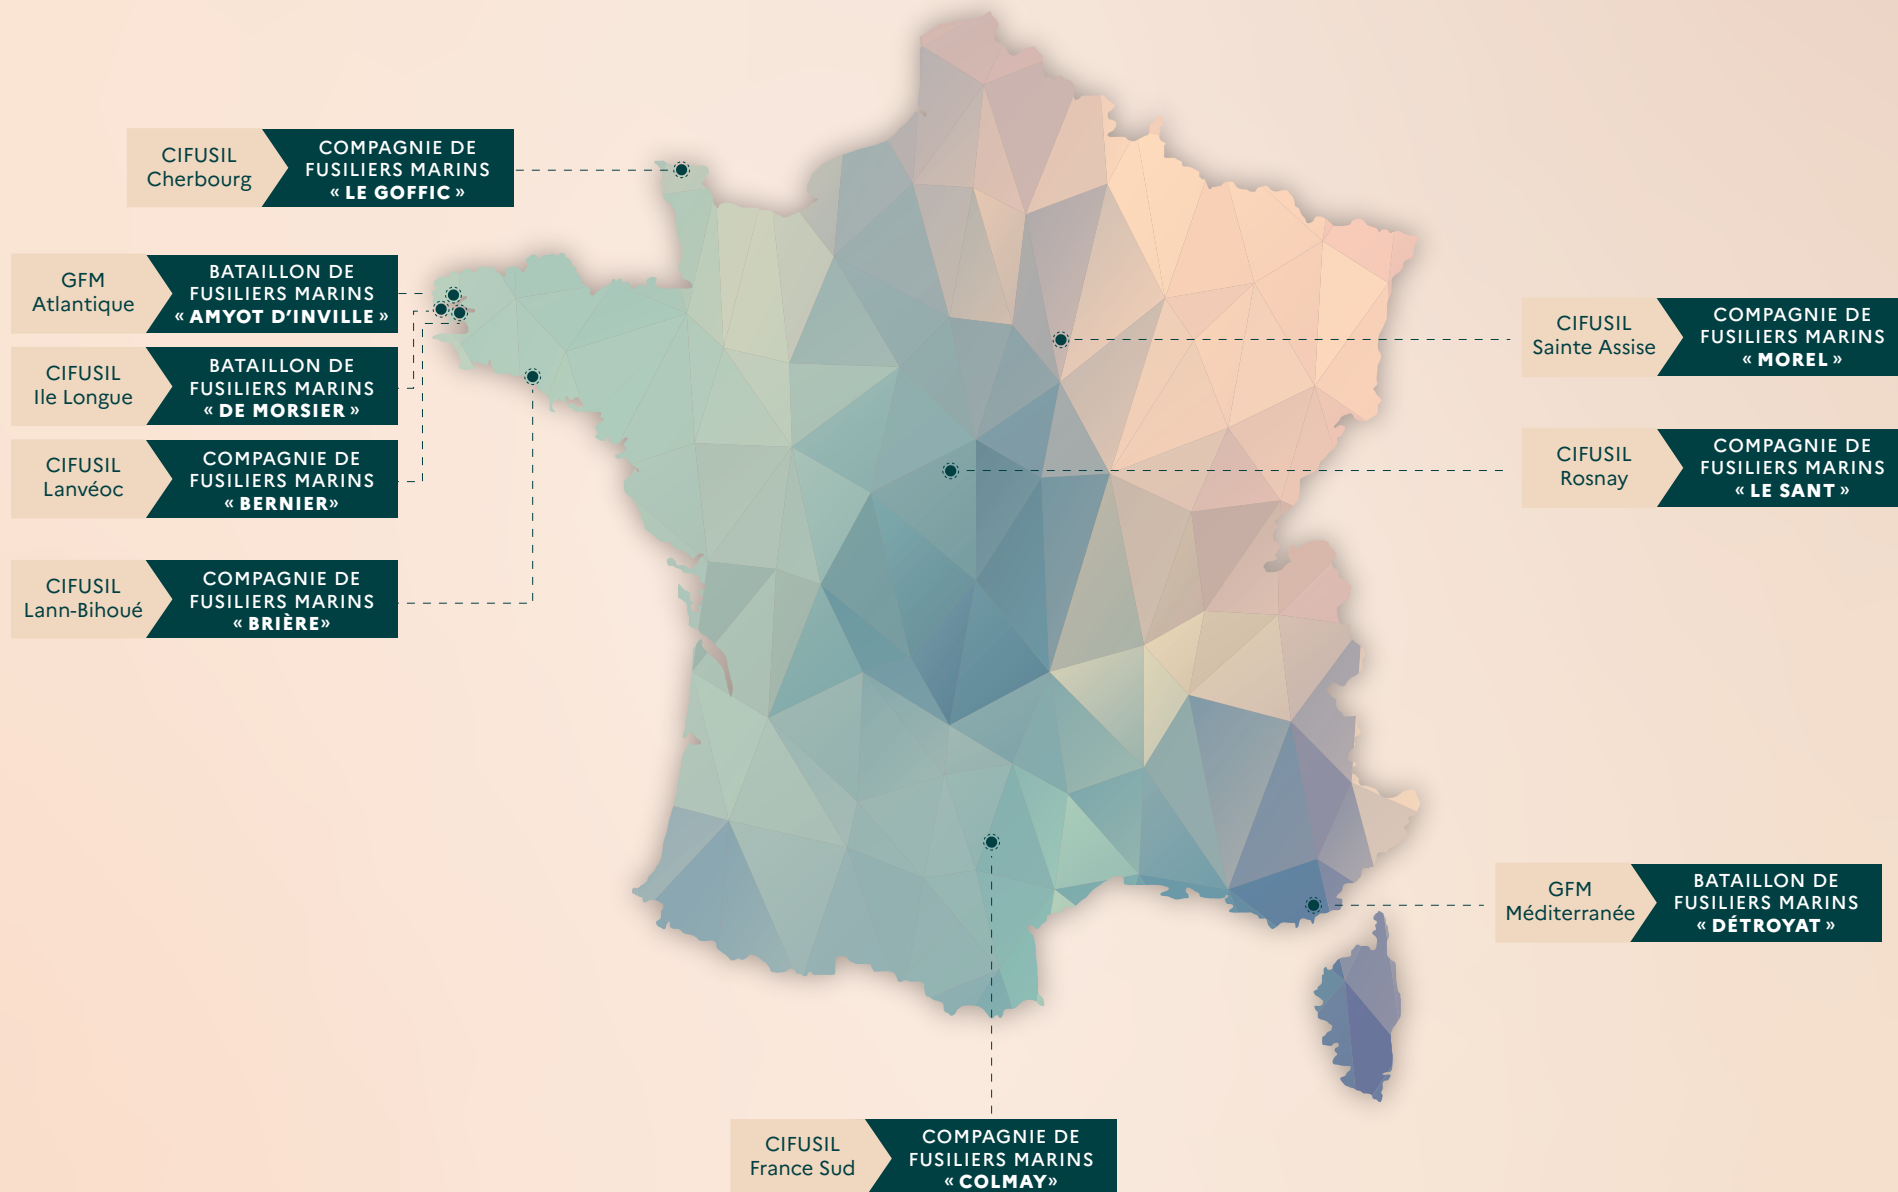 CIFUSIL
Cherbourg
COMPAGNIE DE
FUSILIERS MARINS
« LE GOFFIC »
GFM
Atlantique
BATAILLON DE
FUSILIERS MARINS
« AMYOT D'INVILLE »
CIFUSIL
Ile Longue
BATAILLON DE
FUSILIERS MARINS
« DE MORSIER »
CIFUSIL
Lanvéoc
COMPAGNIE DE
FUSILIERS MARINS
« BERNIER»
CIFUSIL
Lann-Bihoué
COMPAGNIE DE
FUSILIERS MARINS
« BRIÈRE»
CIFUSIL
Sainte Assise
COMPAGNIE DE
FUSILIERS MARINS
« MOREL »
CIFUSIL
Rosnay
COMPAGNIE DE
FUSILIERS MARINS
« LE SANT »
GFM
Méditerranée
BATAILLON DE
FUSILIERS MARINS
« DÉTROYAT »
CIFUSIL
France Sud
COMPAGNIE DE
FUSILIERS MARINS
« COLMAY»